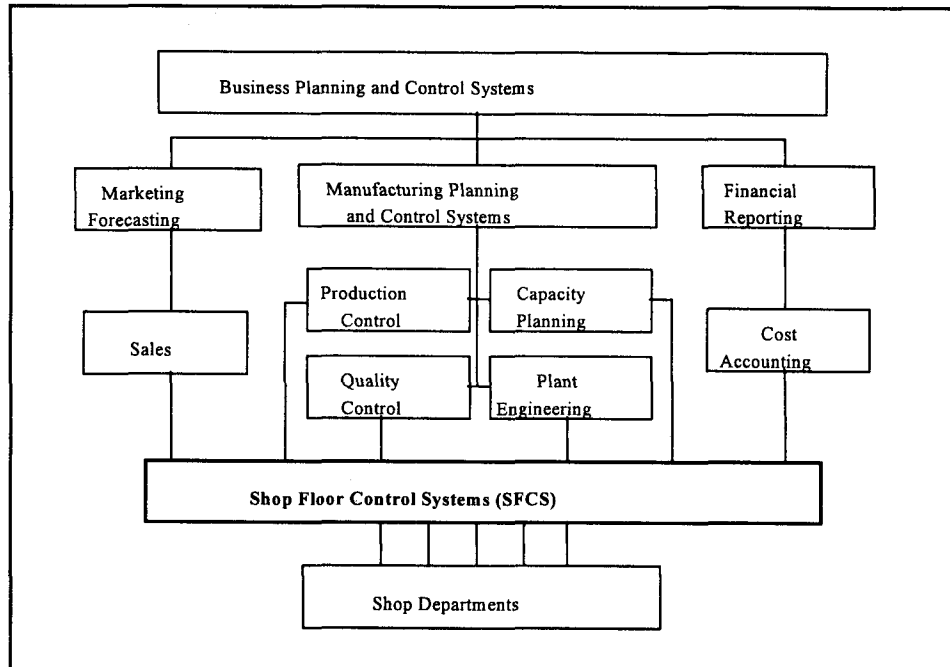 Business Planning and Control Systems
Marketing
Forecasting
Manufacturing Planning
and Control Systems
Financial
Reporting
Production
Control
Capacity
Planning
Sales
Cost
Accounting
Quality
Control
Plant
Engineering
Shop Floor Control Systems (SFCS)
Shop Departments